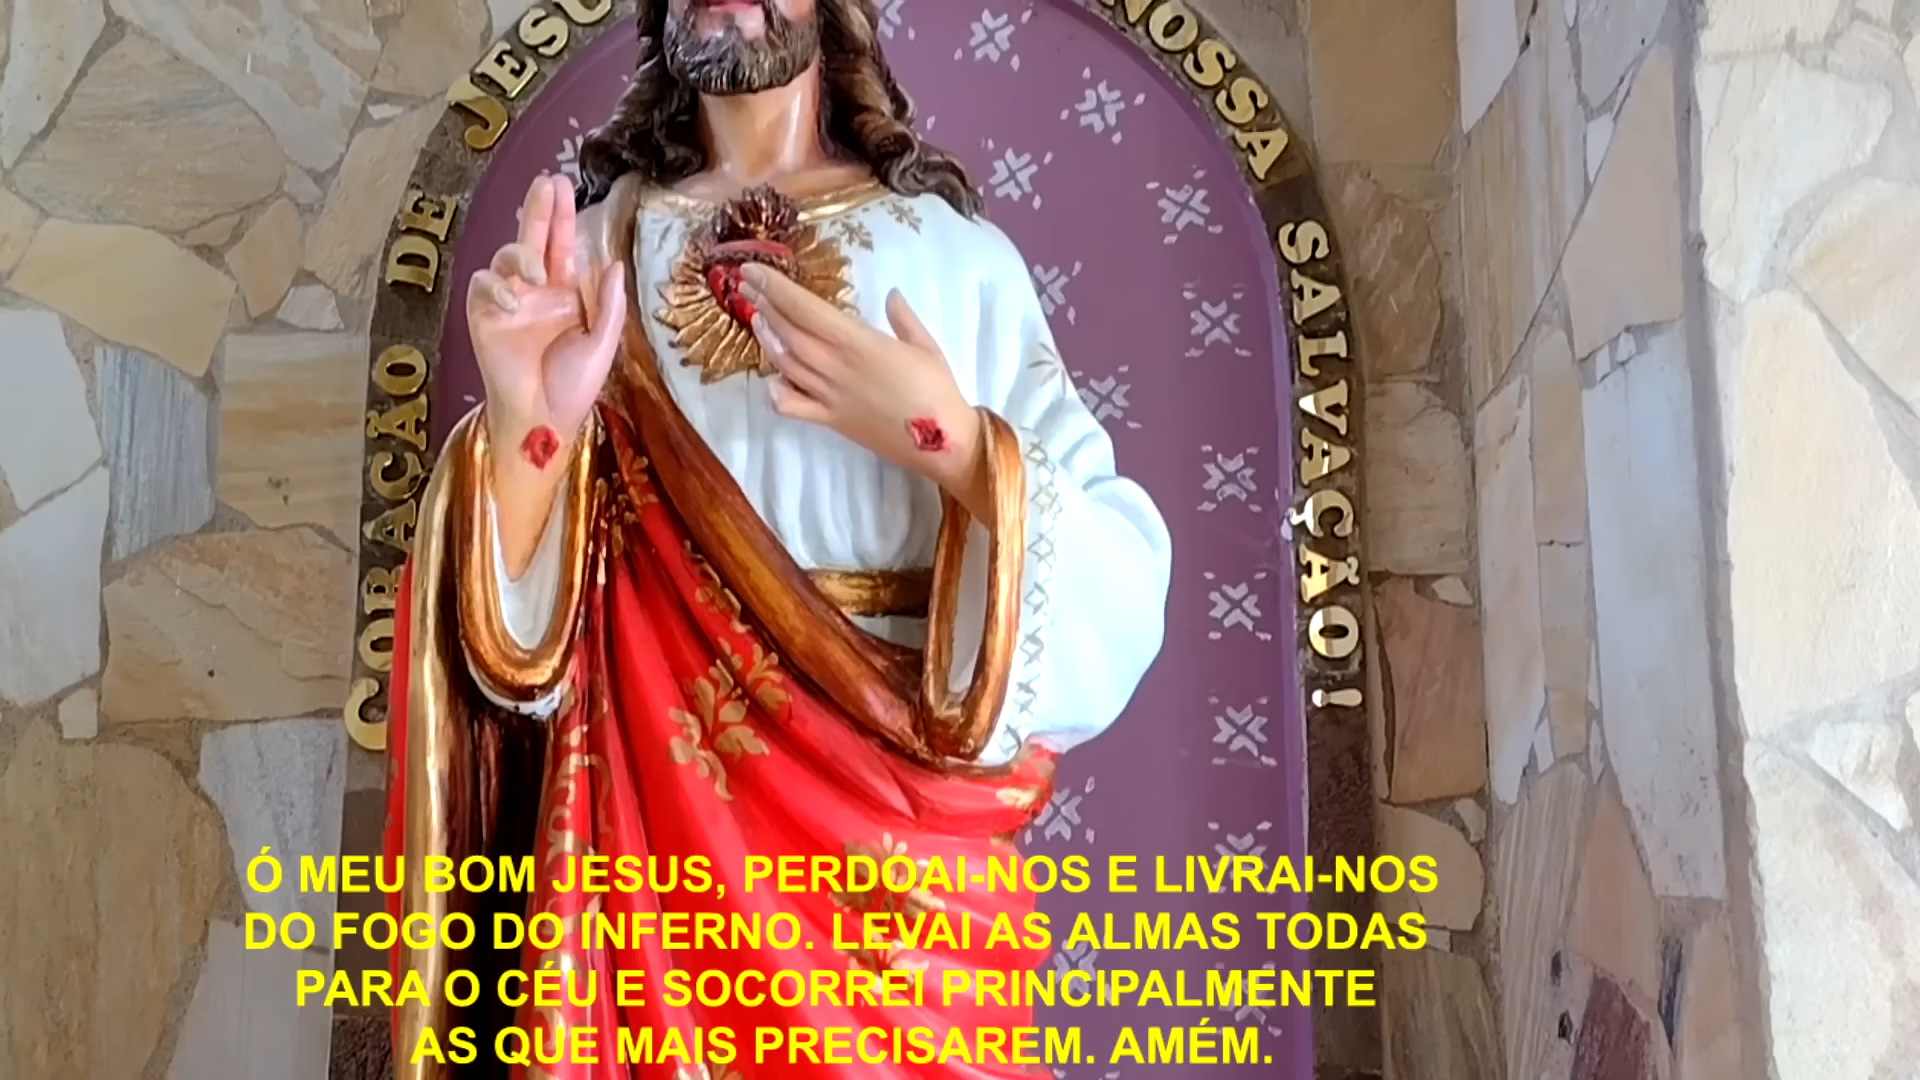 CORAÇÃO DE JESUS
NOSSA SALVAÇÃO!
Ó MEU BOM JESUS, PERDOAI-NOS E LIVRAI-NOS
DO FOGO DO INFERNO. LEVAI AS ALMAS TODAS
PARA O CÉU E SOCORREI PRINCIPALMENTE
AS QUE MAIS PRECISAREM. AMÉM.